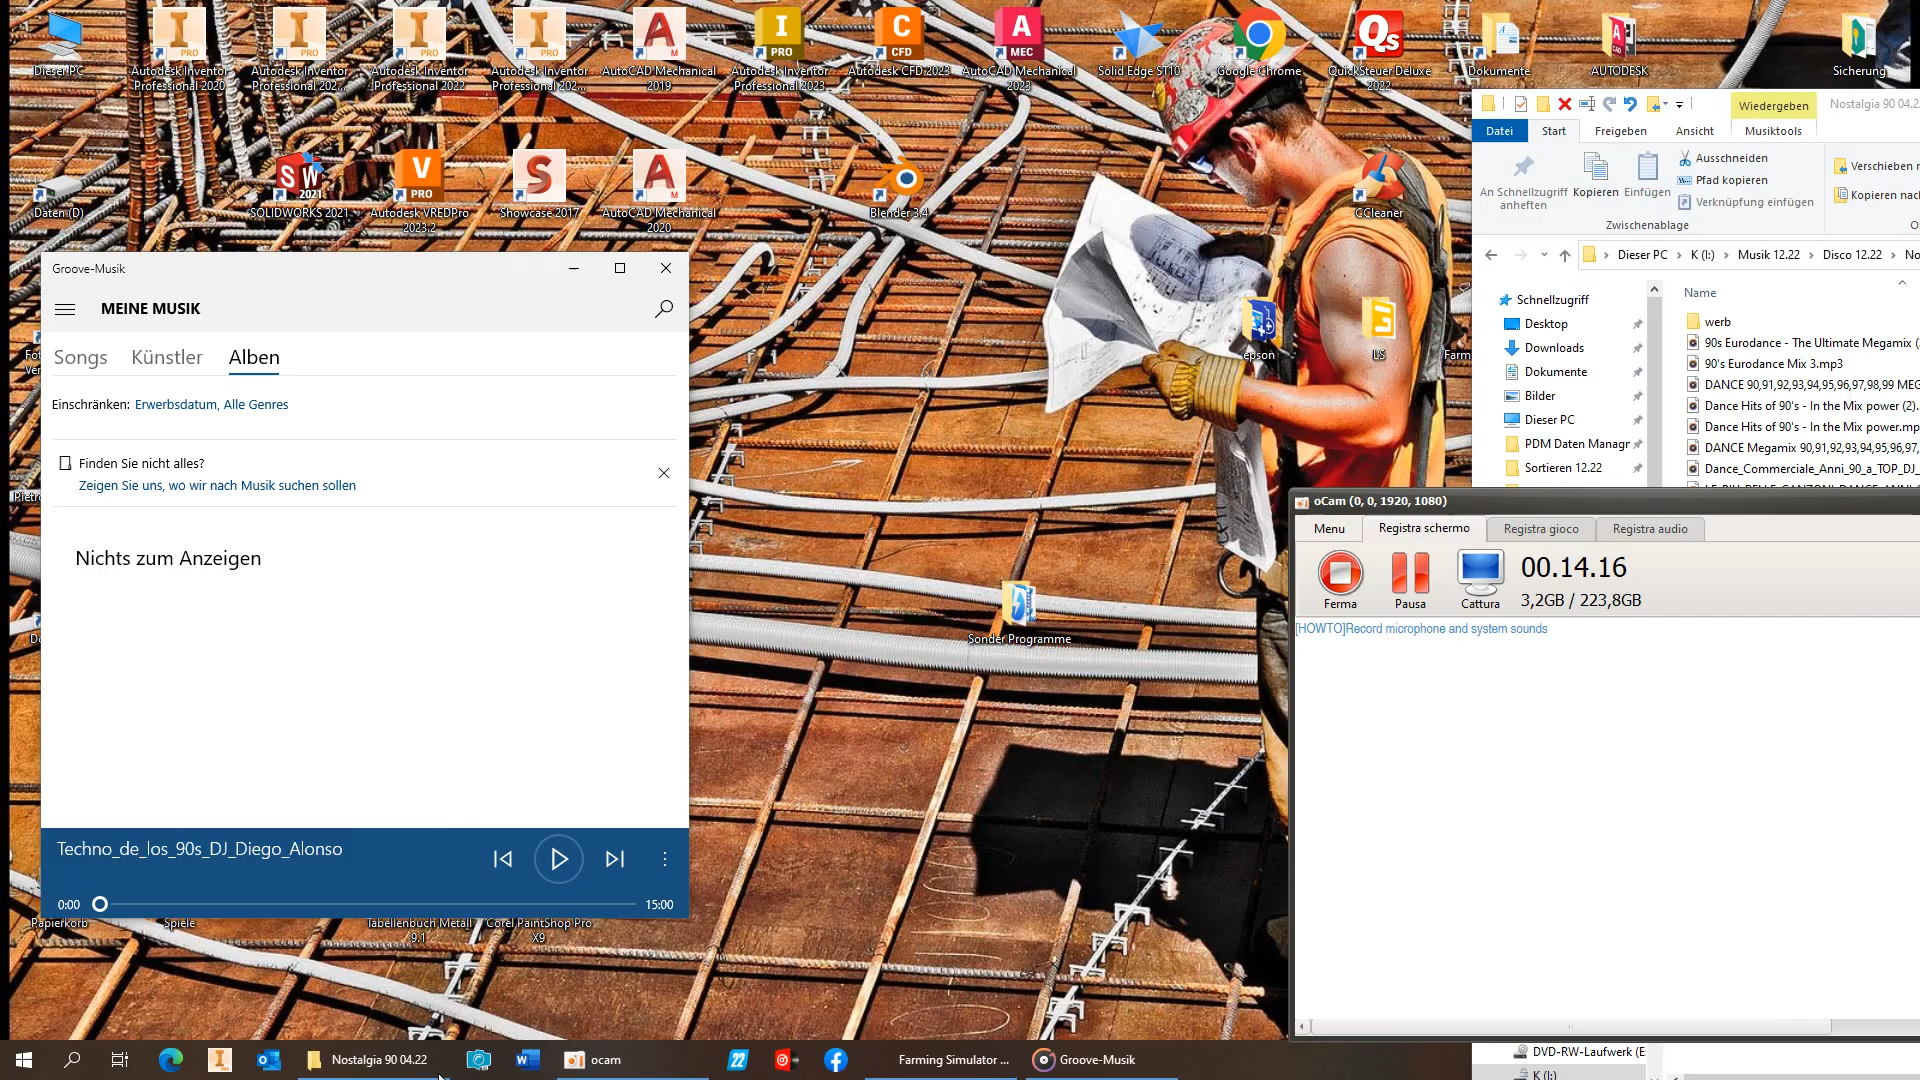 Dieser PC
Autodesk Inventor
Professional 2020
Autodesk Inventor
Professional 202...
Autodesk Inventor
Professional 2022
Autodesk Inventor
Professional 202...
AutoCAD Mechanical
2019
Autodesk Inventor
Professional 2023
Autodesk CFD 2023
AutoCAD Mechanical
2023
Solid Edge ST10
Google Chrome
QuickSteuer Deluxe
2022
Dokumente
AUTODESK
Sicherung
PRO
PRO
PRO
PRO
PRO
CFD
MEC
Daten (D)
SOLIDWORKS 2021
Autodesk VREDPro
2023.2
Showcase 2017
AutoCAD Mechanical
2020
Blender 3.4
CCleaner
epson
LS
Farm
Sonder Programme
Groove-Musik
MEINE MUSIK
Songs
Künstler
Alben
Einschränken: Erwerbsdatum, Alle Genres
Finden Sie nicht alles?
Zeigen Sie uns, wo wir nach Musik suchen sollen
Nichts zum Anzeigen
Techno_de_los_90s_DJ_Diego_Alonso
0:00
15:00
Papierkorb
Spiele
Tabellenbuch Metall
9.1
Corel PaintShop Pro
X9
Wiedergeben
Nostalgia 90 04.2
Datei
Start
Freigeben
Ansicht
Musiktools
An Schnellzugriff
anheften
Kopieren
Einfügen
Ausschneiden
Pfad kopieren
Verknüpfung einfügen
Verschieben
Kopieren nac
Zwischenablage
Dieser PC
K (I:)
Musik 12.22
Disco 12.22
No
Schnellzugriff
Desktop
Downloads
Dokumente
Bilder
Dieser PC
PDM Daten Managr
Sortieren 12.22
Name
werb
90s Eurodance - The Ultimate Megamix (
90's Eurodance Mix 3.mp3
DANCE 90,91,92,93,94,95,96,97,98,99 MEG
Dance Hits of 90's - In the Mix power (2).
Dance Hits of 90's - In the Mix power.mp
DANCE Megamix 90,91,92,93,94,95,96,97,
Dance_Commerciale_Anni_90_a_TOP_DJ_
oCam (0, 0, 1920, 1080)
Menu
Registra schermo
Registra gioco
Registra audio
Ferma
Pausa
Cattura
00.14.16
3,2GB / 223,8GB
[HOWTO]Record microphone and system sounds
DVD-RW-Laufwerk (E:
K (I:)
Nostalgia 90 04.22
ocam
22
Farming Simulator ...
Groove-Musik